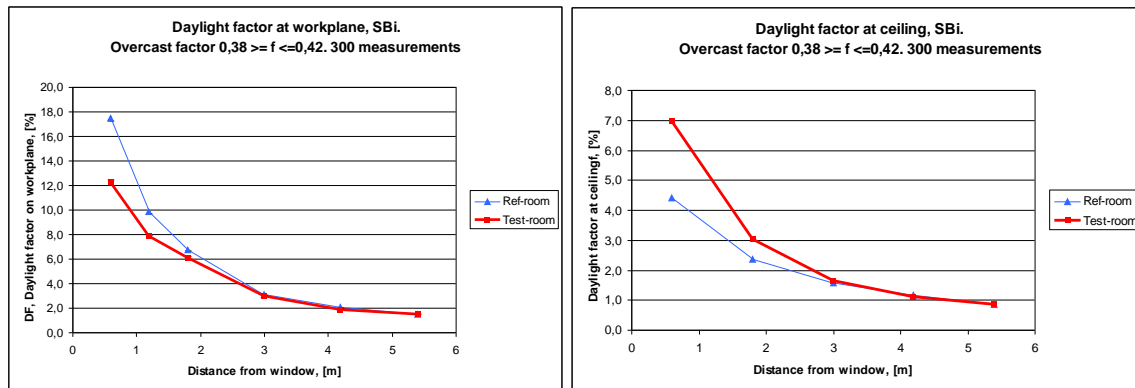 Daylight factor at workplane, SBi.
Overcast factor 0,38 >= f <=0,42. 300 measurements
DF, Daylight factor on workplane, [%]
20,0
18,0
16,0
14,0
12,0
10,0
8,0
6,0
4,0
2,0
0,0
0 1 2 3 4 5 6
Distance from window, [m]
Ref-room
Test-room
Daylight factor at ceiling, SBi.
Overcast factor 0,38 >= f <=0,42. 300 measurements
Daylight factor at ceilingf, [%]
8,0
7,0
6,0
5,0
4,0
3,0
2,0
1,0
0,0
0 1 2 3 4 5 6
Distance from window, [m]
Ref-room
Test-room